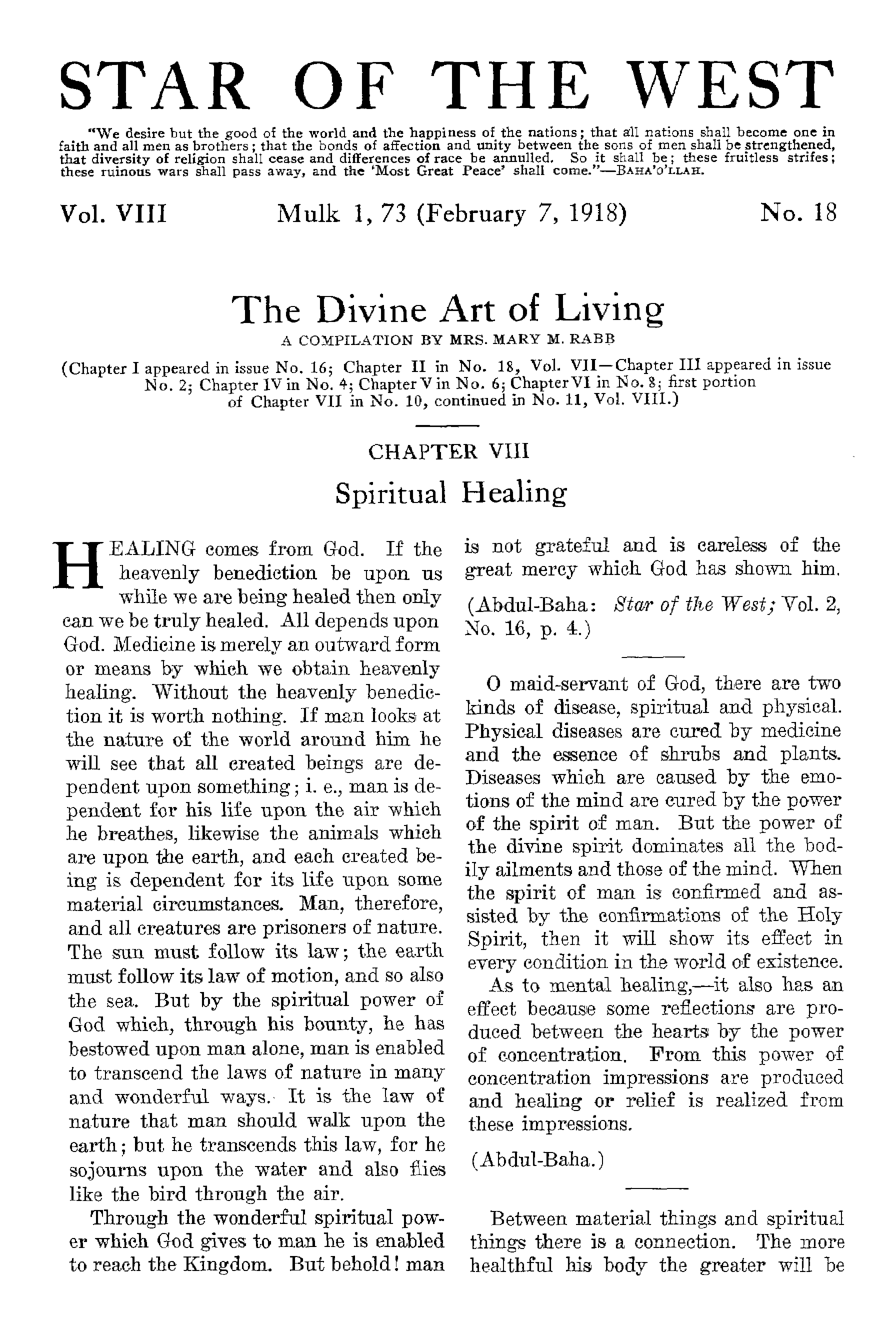 STAR OF THE WEST
"We desire but the good of the world and the happiness of the nations; that all nations shall become one in
faith and all men as brothers; that the bonds of affection and unity between the sons of men shall be strengthened,
that diversity of religion shall cease and differences of race be annulled. So it shall be; these fruitless strifes;
these ruinous wars shall pass away, and the 'Most Great Peace' shall come."—BAHA'O'LLAH.
Vol. VIII Mulk 1, 73 (February 7, 1918) No. 18
The Divine Art of Living
A COMPILATION BY MRS. MARY M. RABB
(Chapter I appeared in issue No. 16; Chapter II in No. 18, Vol. VII—Chapter III appeared in issue
No. 2; Chapter IV in No. 4; Chapter V in No. 6; Chapter VI in No. 8; first portion
of Chapter VII in No. 10, continued in No. 11, Vol. VIII.)
CHAPTER VIII
Spiritual Healing
HEALING comes from God. If the
heavenly benediction be upon us
while we are being healed then only
can we be truly healed. All depends upon
God. Medicine is merely an outward form
or means by which we obtain heavenly
healing. Without the heavenly benedic-
tion it is worth nothing. If man looks at
the nature of the world around him he
will see that all created beings are de-
pendent upon something; i. e., man is de-
pendent for his life upon the air which
he breathes, likewise the animals which
are upon the earth, and each created be-
ing is dependent for its life upon some
material circumstances. Man, therefore,
and all creatures are prisoners of nature.
The sun must follow its law; the earth
must follow its law of motion, and so also
the sea. But by the spiritual power of
God which, through his bounty, he has
bestowed upon man alone, man is enabled
to transcend the laws of nature in many
and wonderful ways. It is the law of
nature that man should walk upon the
earth; but he transcends this law, for he
sojourns upon the water and also flies
like the bird through the air.
Through the wonderful spiritual pow-
er which God gives to man he is enabled
to reach the Kingdom. But behold! man
is not grateful and is careless of the
great mercy which God has shown him.
(Abdul-Baha: Star of the West; Vol. 2,
No. 16, p. 4.)
O maid-servant of God, there are two
kinds of disease, spiritual and physical.
Physical diseases are cured by medicine
and the essence of shrubs and plants.
Diseases which are caused by the emo-
tions of the mind are cured by the power
of the spirit of man. But the power of
the divine spirit dominates all the bod-
ily ailments and those of the mind. When
the spirit of man is confirmed and as-
sisted by the confirmations of the Holy
Spirit, then it will show its effect in
every condition in the world of existence.
As to mental healing,—it also has an
effect because some reflections are pro-
duced between the hearts by the power
of concentration. From this power of
concentration impressions are produced
and healing or relief is realized from
these impressions.
(Abdul-Baha.)
Between material things and spiritual
things there is a connection. The more
healthful his body the greater will be